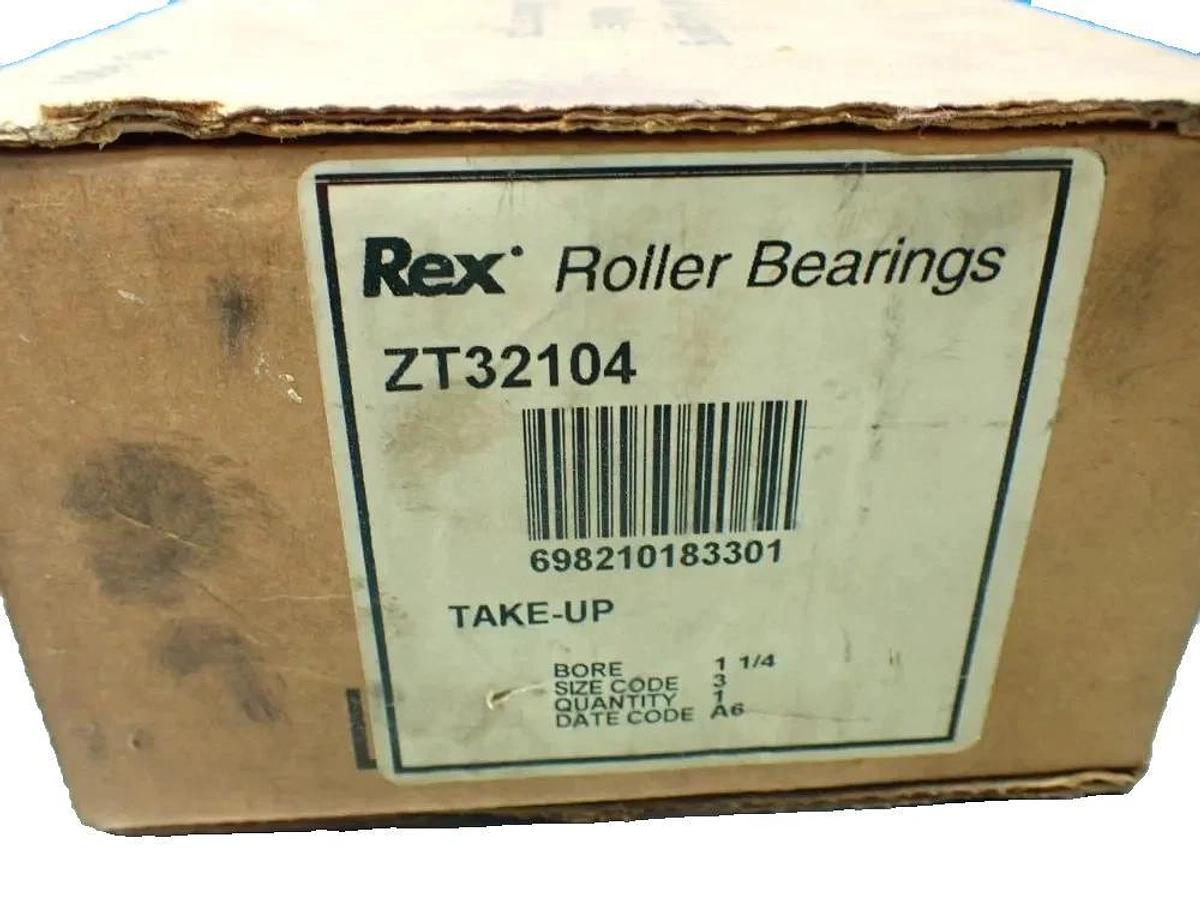 Rex® Roller Bearings
ZT32104
698210183301
TAKE-UP
BORE 1 1/4
SIZE CODE 3
QUANTITY 1
DATE CODE A6